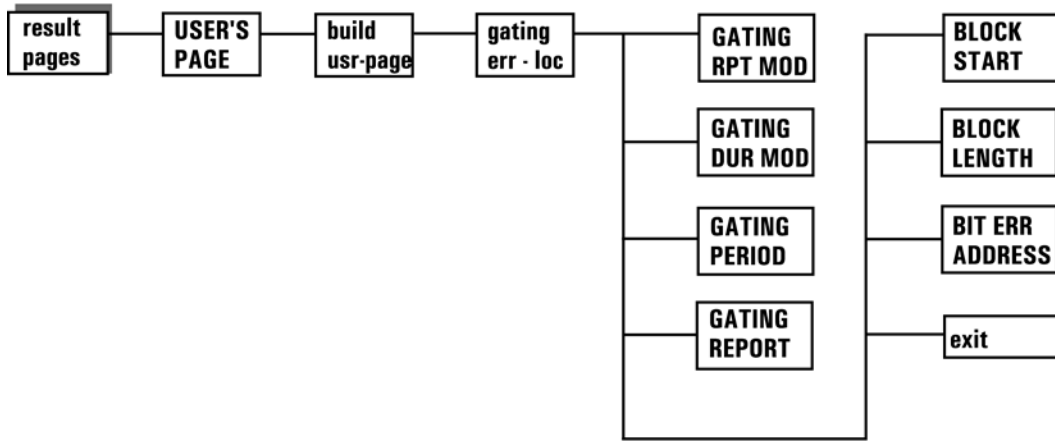 result
pages
USER'S
PAGE
build
usr-page
gating
err - loc
GATING
RPT MOD
GATING
DUR MOD
GATING
PERIOD
GATING
REPORT
BLOCK
START
BLOCK
LENGTH
BIT ERR
ADDRESS
exit